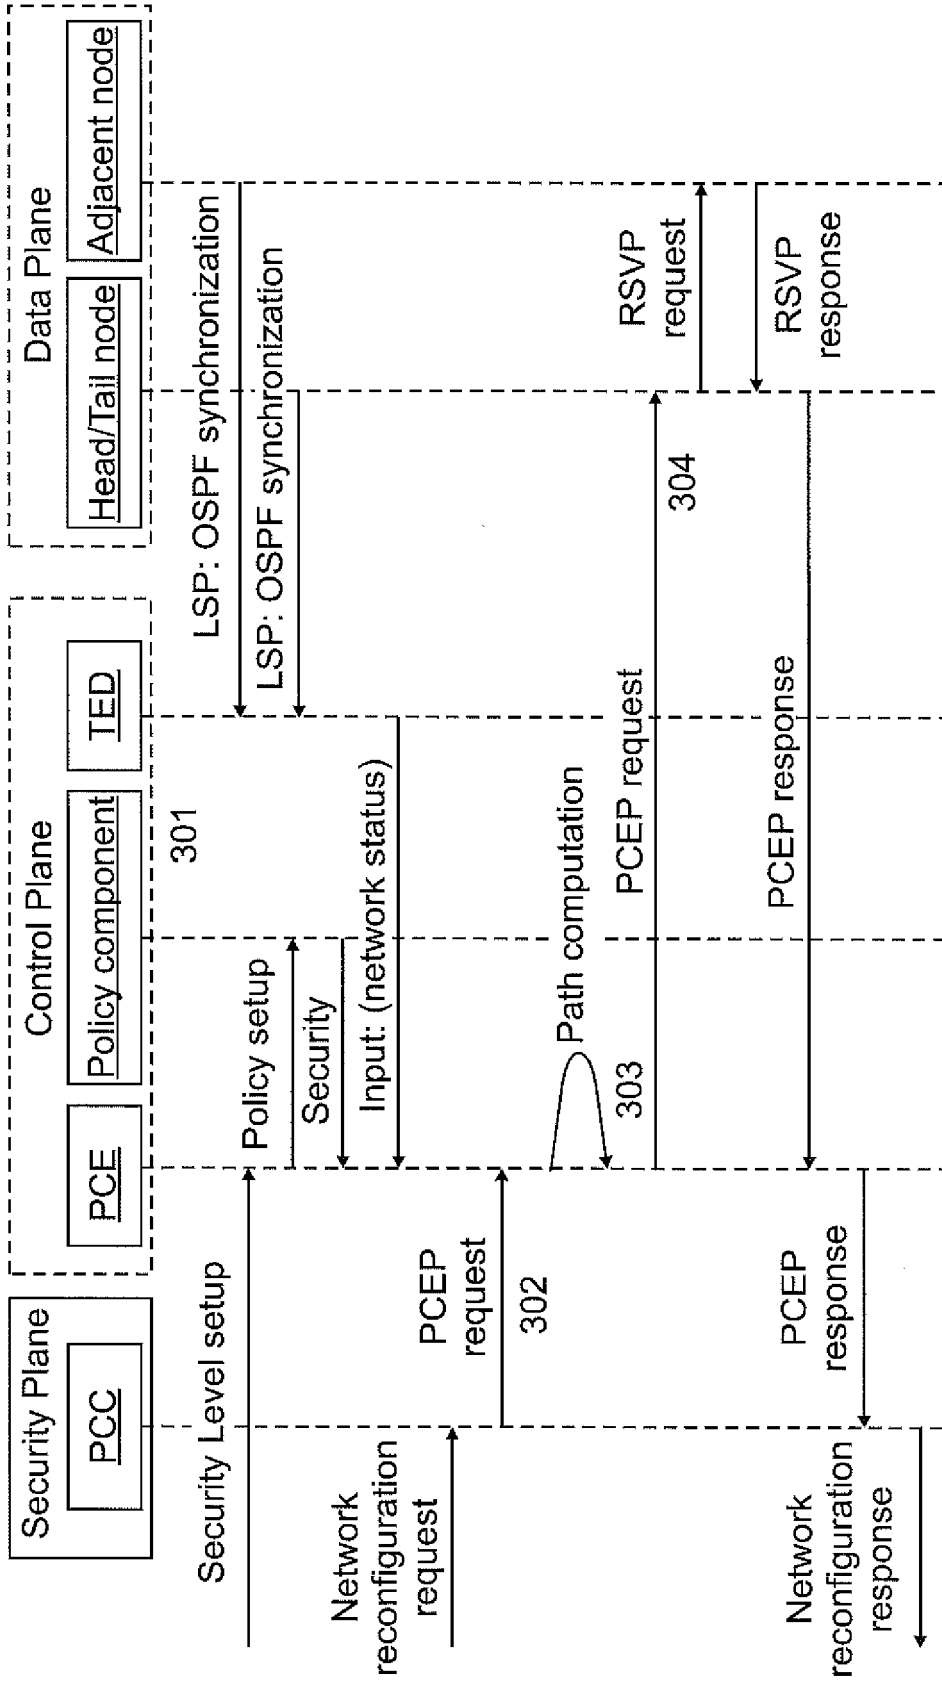 Security Plane
PCC
Control Plane
PCE
Policy component
TED
Data Plane
Head/Tail node
Adjacent node
301
LSP: OSPF synchronization
LSP: OSPF synchronization
Security Level setup
Policy setup
Security
Input: (network status)
Network
reconfiguration
request
PCEP
request
302
Path computation
303
PCEP request
304
RSVP
request
RSVP
response
PCEP response
PCEP
response
Network
reconfiguration
response